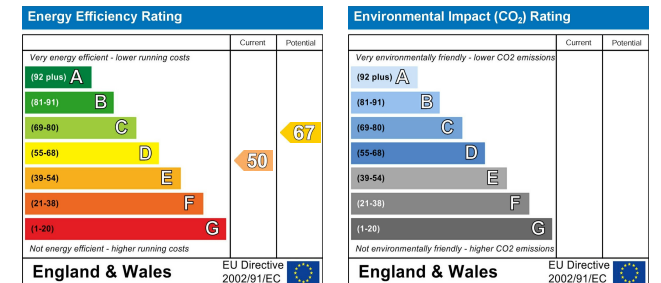 Energy Efficiency Rating
Current Potential
Very energy efficient - lower running costs
(92 plus) A
(81-91) B
(69-80) C
(55-68) D
(39-54) E
(21-38) F
(1-20) G
50
67
Not energy efficient - higher running costs
England & Wales
EU Directive
2002/91/EC
Environmental Impact (CO₂) Rating
Current Potential
Very environmentally friendly - lower CO2 emissions
(92 plus) A
(81-91) B
(69-80) C
(55-68) D
(39-54) E
(21-38) F
(1-20) G
Not environmentally friendly - higher CO2 emissions
England & Wales
EU Directive
2002/91/EC